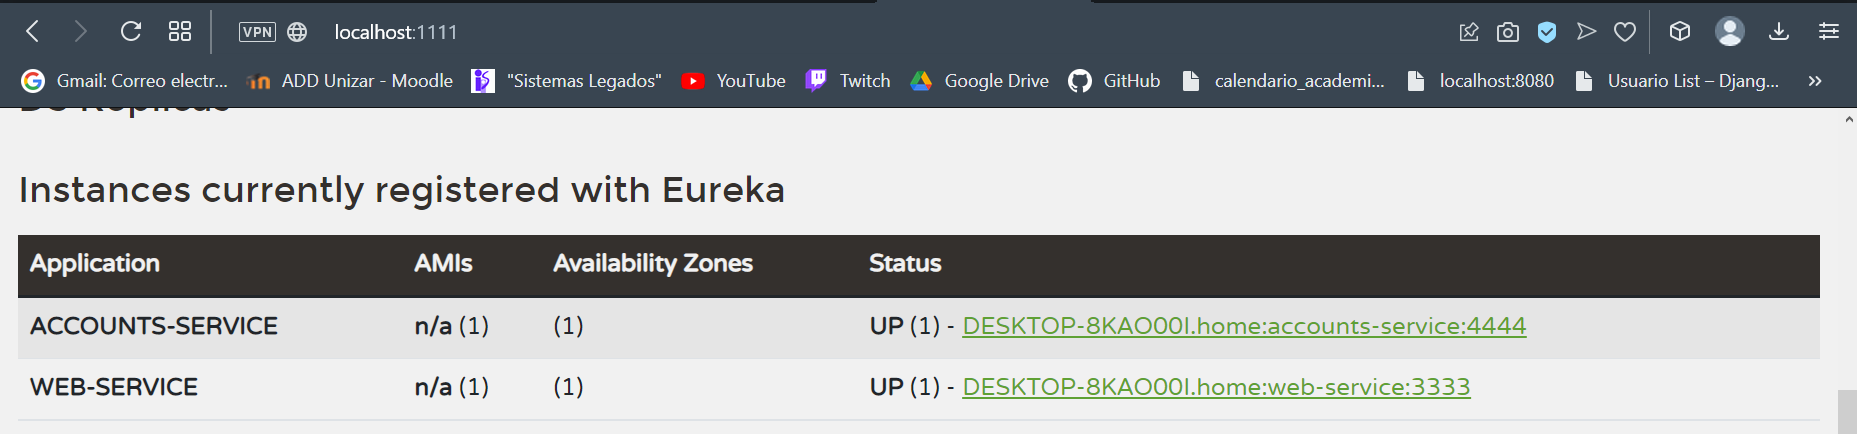 VPN localhost:1111
Gmail: Correo electr... ADD Unizar - Moodle "Sistemas Legados" YouTube Twitch Google Drive GitHub calendario_academi... localhost:8080 Usuario List – Djang... »
DS Replicas
Instances currently registered with Eureka
Application AMIs Availability Zones Status
ACCOUNTS-SERVICE n/a (1) (1) UP (1) - DESKTOP-8KAO00I.home:accounts-service:4444
WEB-SERVICE n/a (1) (1) UP (1) - DESKTOP-8KAO00I.home:web-service:3333